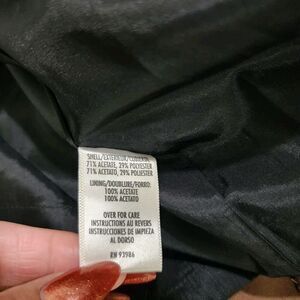 SHELL/EXTERIEUR/CUBIERTA:
71% ACETATE, 29% POLYESTER
71% ACETATO, 29% POLIESTER
LINING/DOUBLURE/FORRO:
100% ACETATE
100% ACETATO
OVER FOR CARE
INSTRUCTIONS AU REVERS
INSTRUCCIONES DE LIMPIEZA
AL DORSO
RN 93986